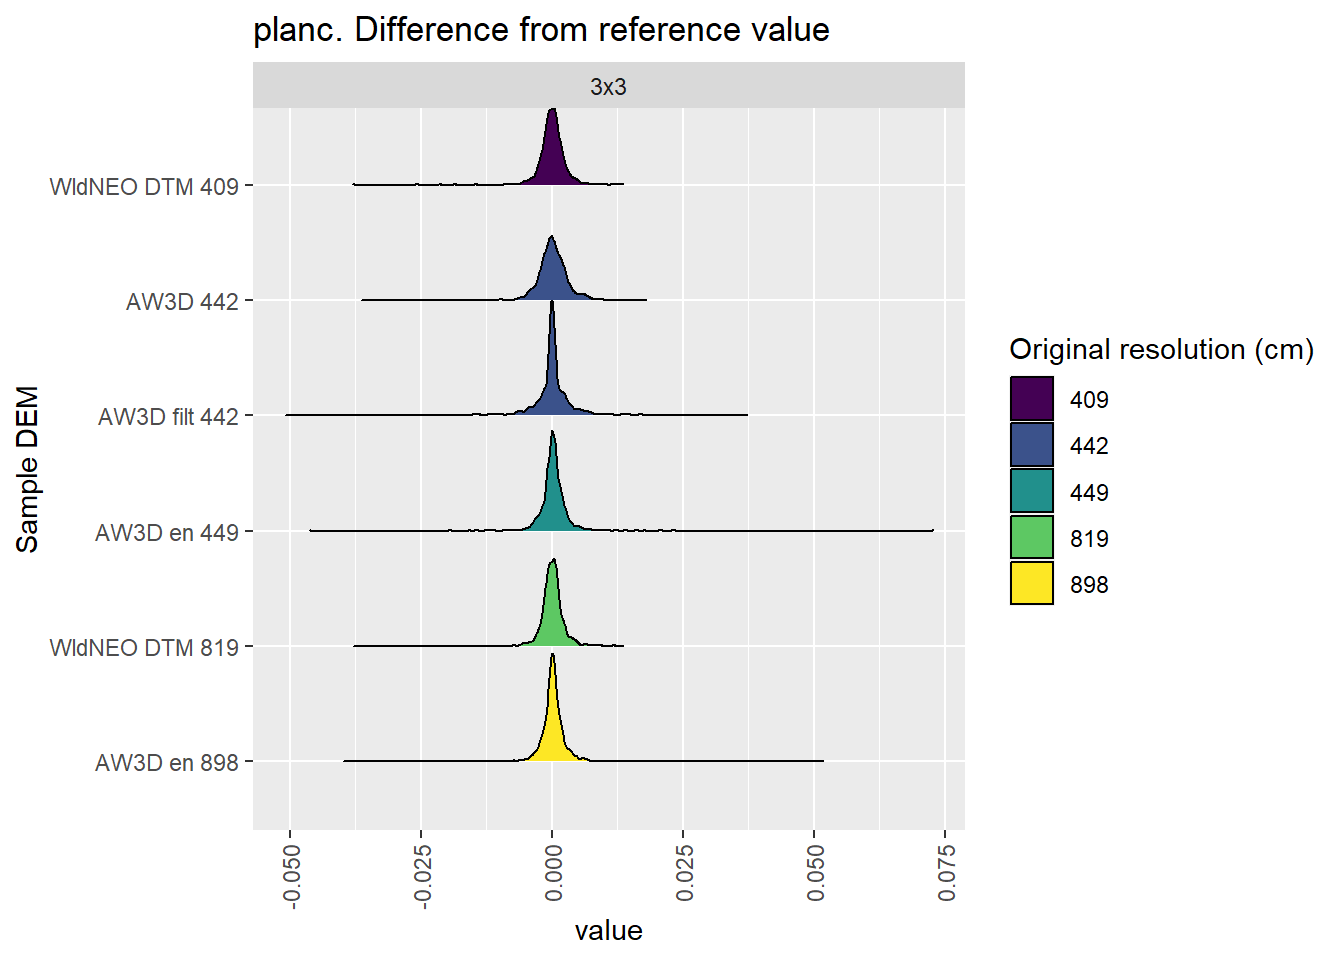 planc. Difference from reference value
3x3
WldNEO DTM 409
AW3D 442
AW3D filt 442
AW3D en 449
WldNEO DTM 819
AW3D en 898
Sample DEM
-0.050
-0.025
0.000
0.025
0.050
0.075
value
Original resolution (cm)
409
442
449
819
898